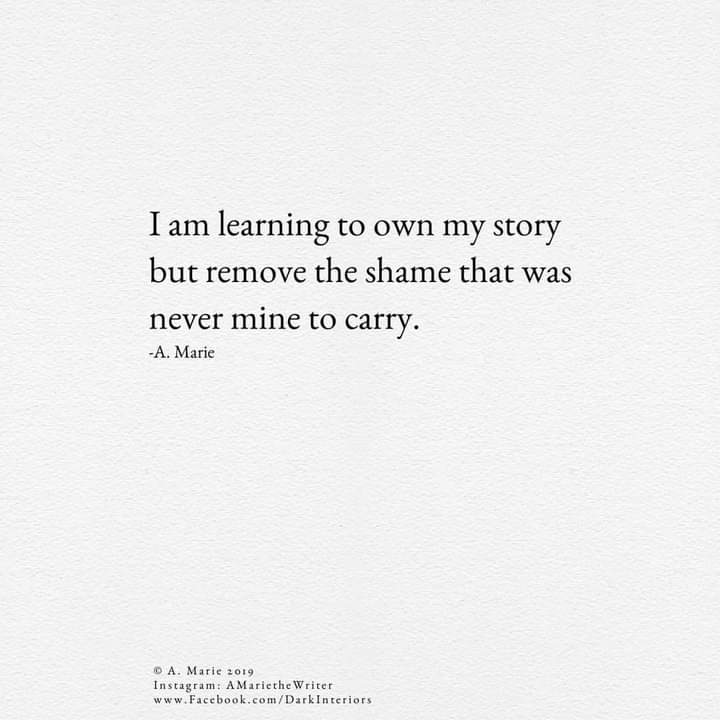 I am learning to own my story
but remove the shame that was
never mine to carry.
-A. Marie
© A. Marie 2019
Instagram: AMarietheWriter
www.Facebook.com/DarkInteriors